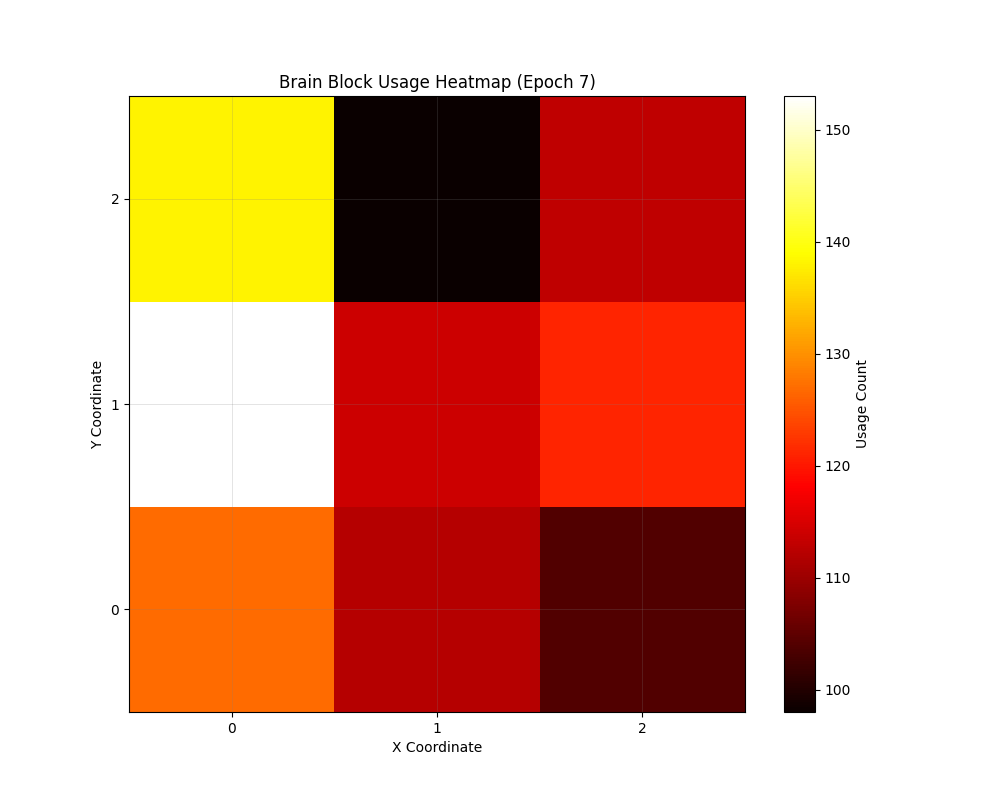 Brain Block Usage Heatmap (Epoch 7)
2
1
0
Y Coordinate
0 1 2
X Coordinate
150
140
130
120
110
100
Usage Count